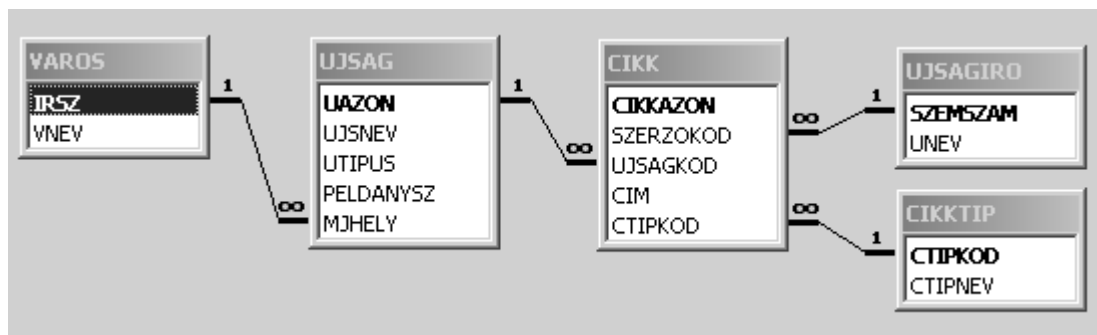 VAROS
IRSZ
VNEV
1
∞
UJSAG
UAZON
UJSNEV
UTIPUS
PELDANYSZ
MJHELY
1
∞
CIKK
CIKKAZON
SZERZOKOD
UJSAGKOD
CIM
CTIPKOD
∞
1
∞
1
UJSAGIRO
SZEMSZAM
UNEV
CIKKTIP
CTIPKOD
CTIPNEV